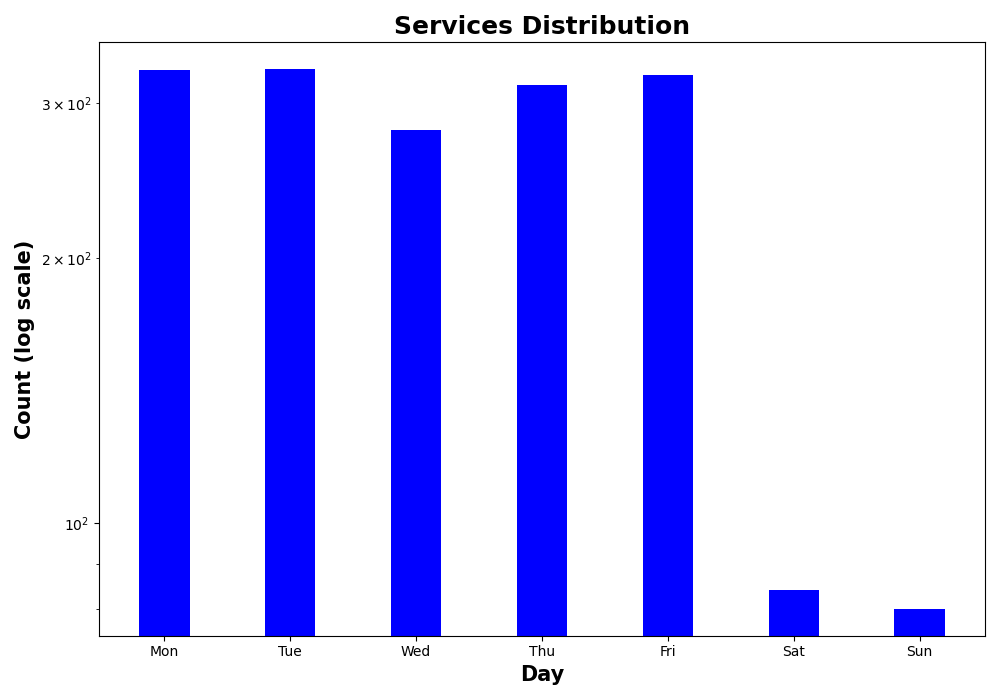 Services Distribution
Count (log scale)
3 × 10²
2 × 10²
10²
Mon Tue Wed Thu Fri Sat Sun
Day